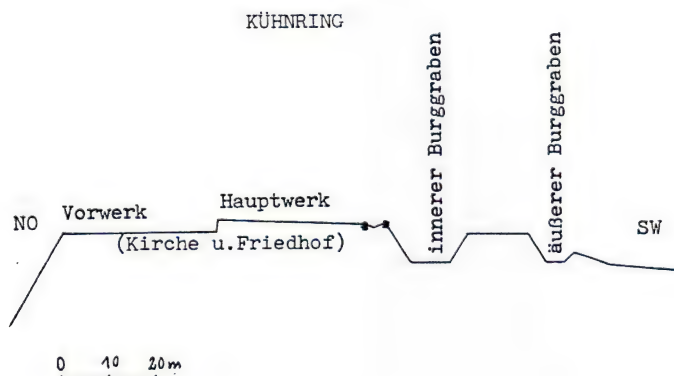 KÜHNRING
innerer Burggraben
äußerer Burggraben
Hauptwerk
NO Vorwerk
SW
(Kirche u.Friedhof)
0 10 20m